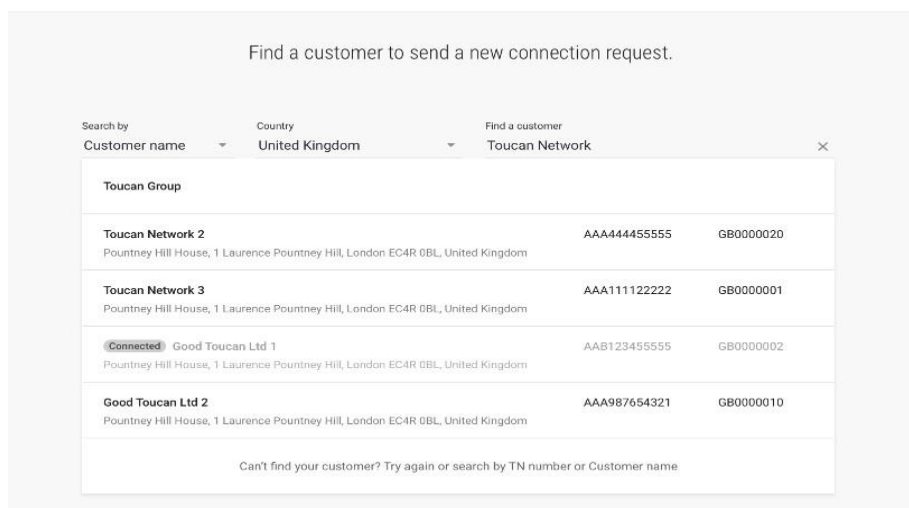 Find a customer to send a new connection request.
Search by Country Find a customer
Customer name United Kingdom Toucan Network
Toucan Group
Toucan Network 2 AAA444455555 GB0000020
Pountney Hill House, 1 Laurence Pountney Hill, London EC4R 0BL, United Kingdom
Toucan Network 3 AAA111122222 GB0000001
Pountney Hill House, 1 Laurence Pountney Hill, London EC4R 0BL, United Kingdom
Connected Good Toucan Ltd 1 AAB123455555 GB0000002
Pountney Hill House, 1 Laurence Pountney Hill, London EC4R 0BL, United Kingdom
Good Toucan Ltd 2 AAA987654321 GB0000010
Pountney Hill House, 1 Laurence Pountney Hill, London EC4R 0BL, United Kingdom
Can't find your customer? Try again or search by TN number or Customer name